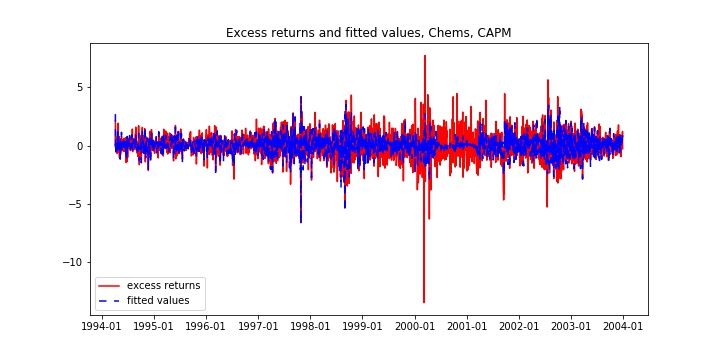 Excess returns and fitted values, Chems, CAPM
5
0
−5
−10
excess returns
fitted values
1994-01 1995-01 1996-01 1997-01 1998-01 1999-01 2000-01 2001-01 2002-01 2003-01 2004-01